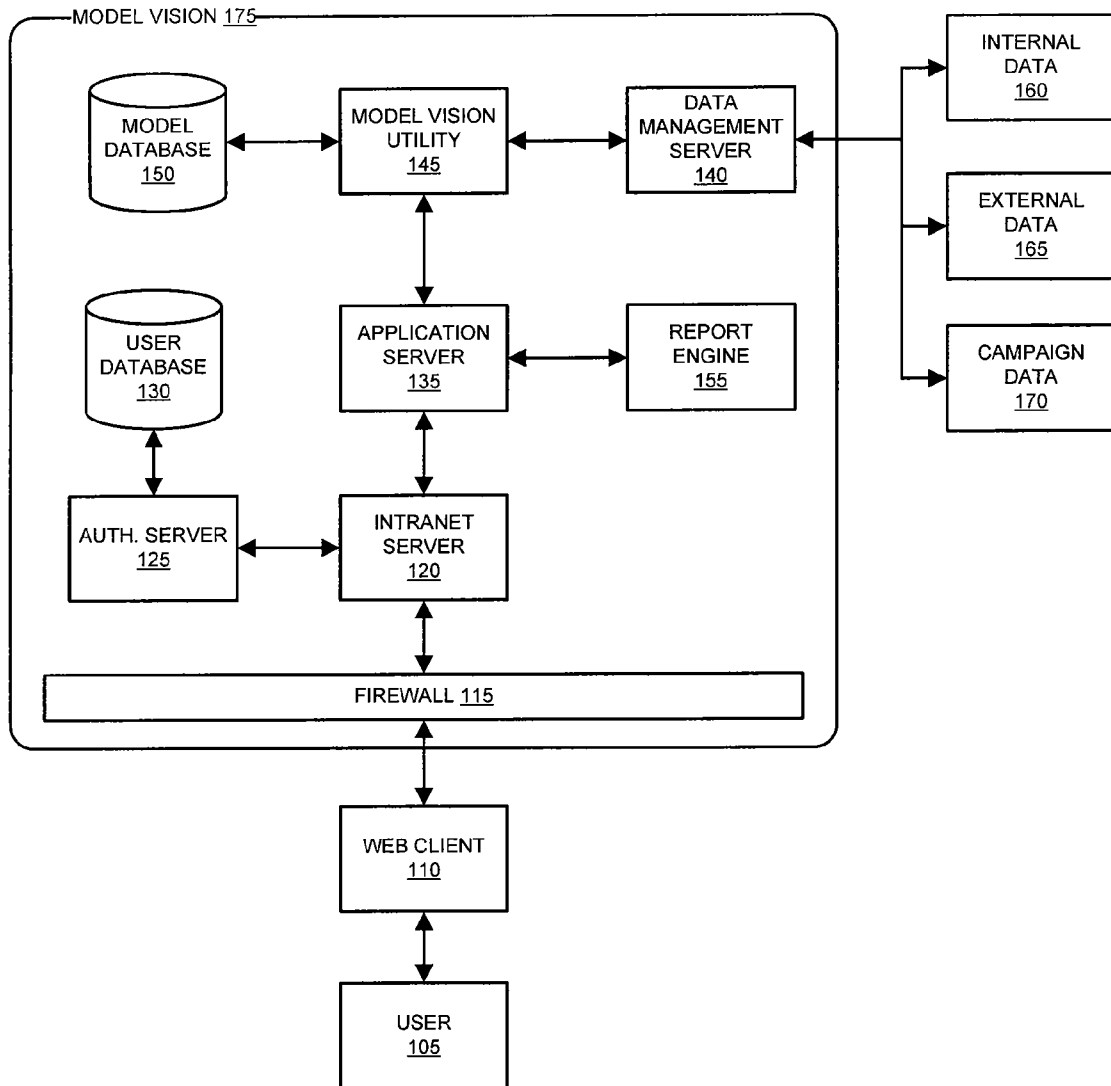 MODEL VISION 175
INTERNAL
DATA
160
MODEL
DATABASE
150
MODEL VISION
UTILITY
145
DATA
MANAGEMENT
SERVER
140
EXTERNAL
DATA
165
USER
DATABASE
130
APPLICATION
SERVER
135
REPORT
ENGINE
155
CAMPAIGN
DATA
170
AUTH. SERVER
125
INTRANET
SERVER
120
FIREWALL 115
WEB CLIENT
110
USER
105